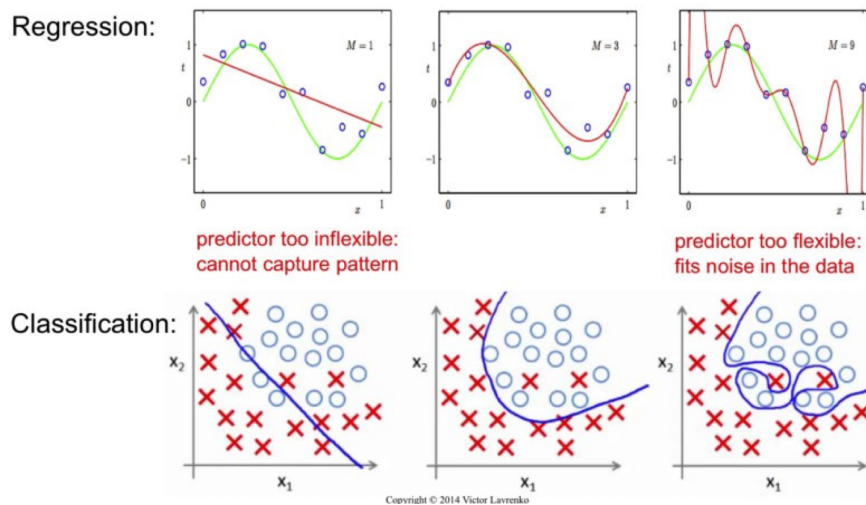 Regression:
1
t
0
−1
M = 1
0
x
1
1
t
0
−1
M = 3
0
x
1
1
t
0
−1
M = 9
0
x
1
predictor too inflexible:
cannot capture pattern
predictor too flexible:
fits noise in the data
Classification:
x2
x1
x2
x1
x2
x1
Copyright © 2014 Victor Lavrenko